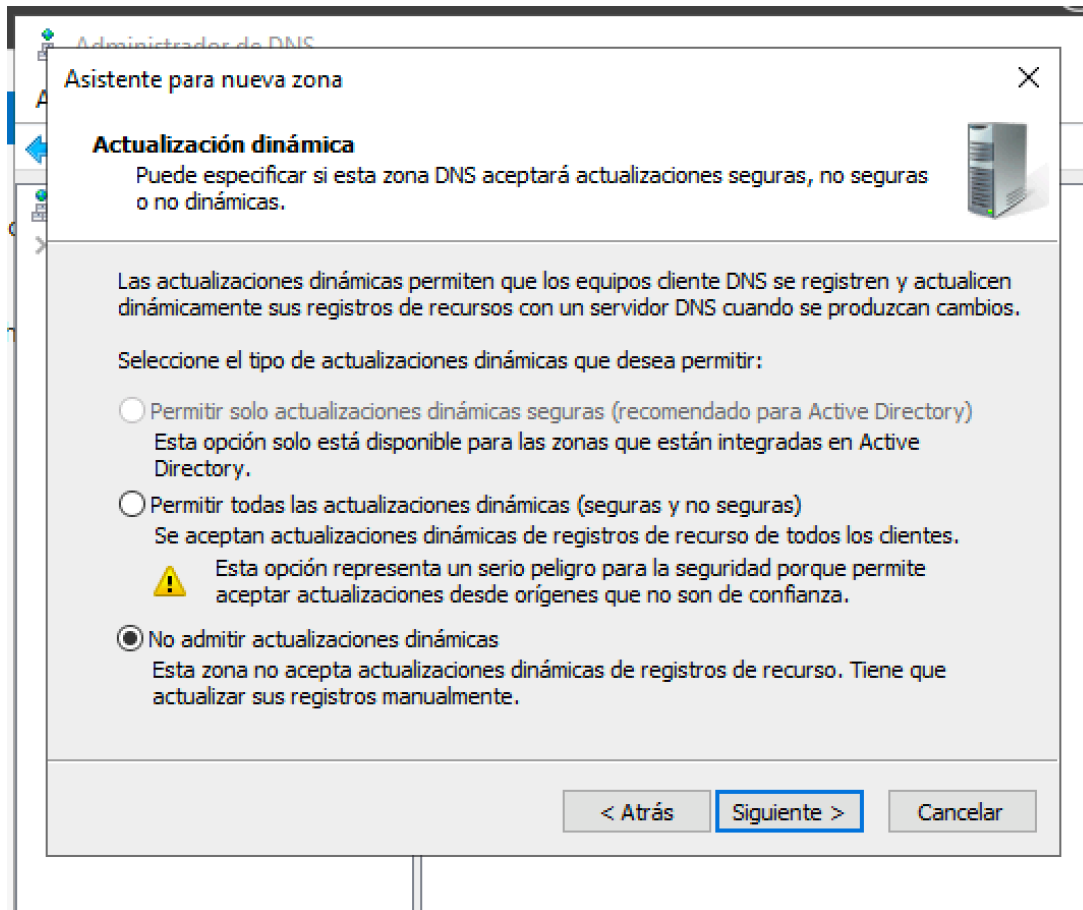 Administrador de DNS
Asistente para nueva zona
Actualización dinámica
Puede especificar si esta zona DNS aceptará actualizaciones seguras, no seguras
o no dinámicas.
Las actualizaciones dinámicas permiten que los equipos cliente DNS se registren y actualicen
dinámicamente sus registros de recursos con un servidor DNS cuando se produzcan cambios.
Seleccione el tipo de actualizaciones dinámicas que desea permitir:
Permitir solo actualizaciones dinámicas seguras (recomendado para Active Directory)
Esta opción solo está disponible para las zonas que están integradas en Active
Directory.
Permitir todas las actualizaciones dinámicas (seguras y no seguras)
Se aceptan actualizaciones dinámicas de registros de recurso de todos los clientes.
Esta opción representa un serio peligro para la seguridad porque permite
aceptar actualizaciones desde orígenes que no son de confianza.
No admitir actualizaciones dinámicas
Esta zona no acepta actualizaciones dinámicas de registros de recurso. Tiene que
actualizar sus registros manualmente.
< Atrás
Siguiente >
Cancelar